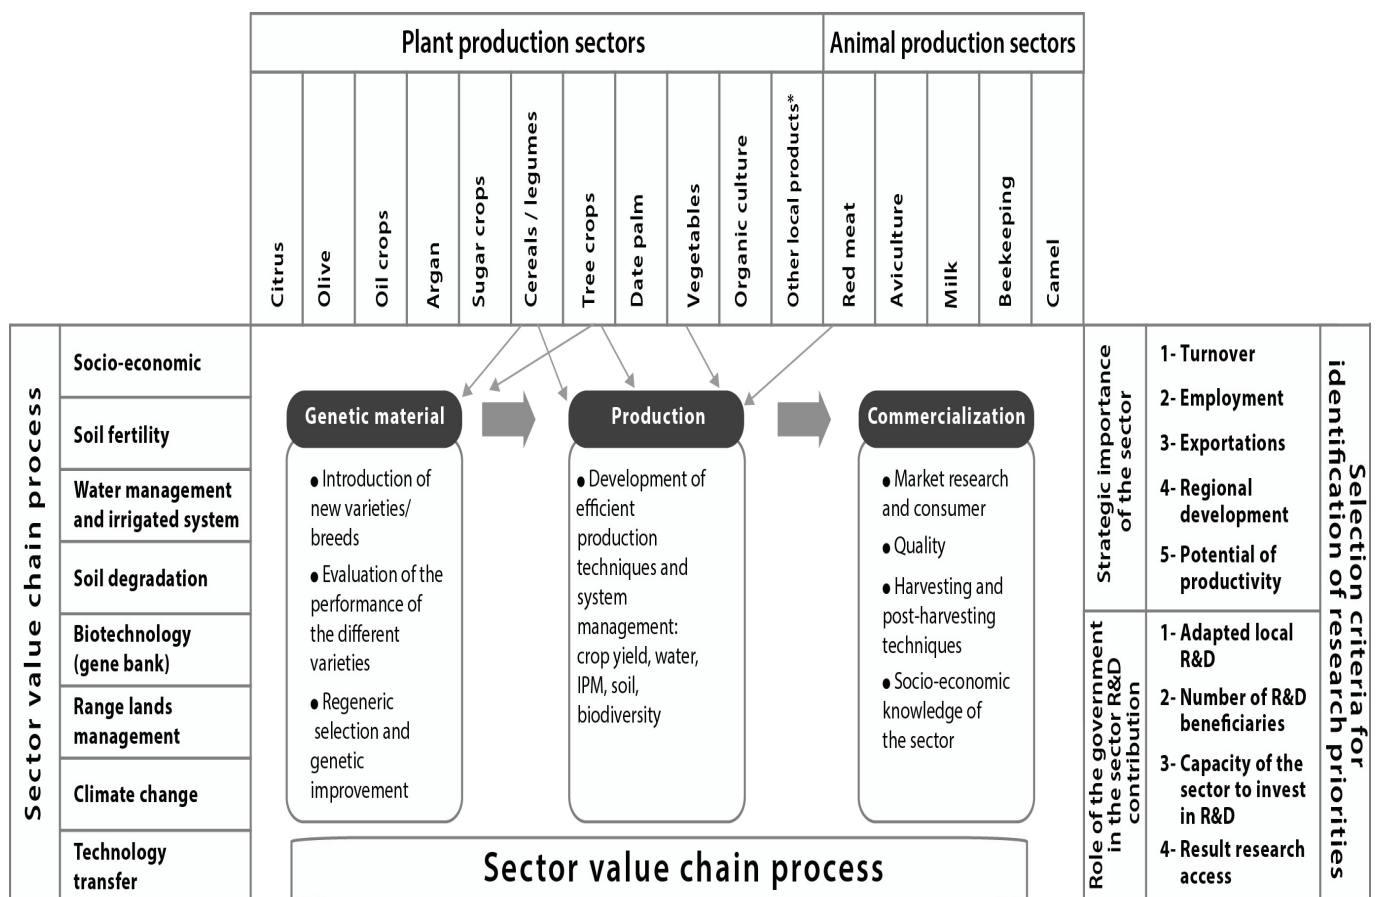 Plant production sectors
Animal production sectors
Citrus
Olive
Oil crops
Argan
Sugar crops
Cereals / legumes
Tree crops
Date palm
Vegetables
Organic culture
Other local products*
Red meat
Aviculture
Milk
Beekeeping
Camel
Sector value chain process
Socio-economic
Soil fertility
Water management
and irrigated system
Soil degradation
Biotechnology
(gene bank)
Range lands
management
Climate change
Technology
transfer
Genetic material
● Introduction of
new varieties/
breeds
● Evaluation of the
performance of
the different
varieties
● Regeneric
selection and
genetic
improvement
Production
● Development of
efficient
production
techniques and
system
management:
crop yield, water,
IPM, soil,
biodiversity
Commercialization
● Market research
and consumer
● Quality
● Harvesting and
post-harvesting
techniques
● Socio-economic
knowledge of
the sector
Sector value chain process
Strategic importance
of the sector
1- Turnover
2- Employment
3- Exportations
4- Regional
development
5- Potential of
productivity
Role of the government
in the sector R&D
contribution
1- Adapted local
R&D
2- Number of R&D
beneficiaries
3- Capacity of the
sector to invest
in R&D
4- Result research
access
Selection criteria for
identification of research priorities